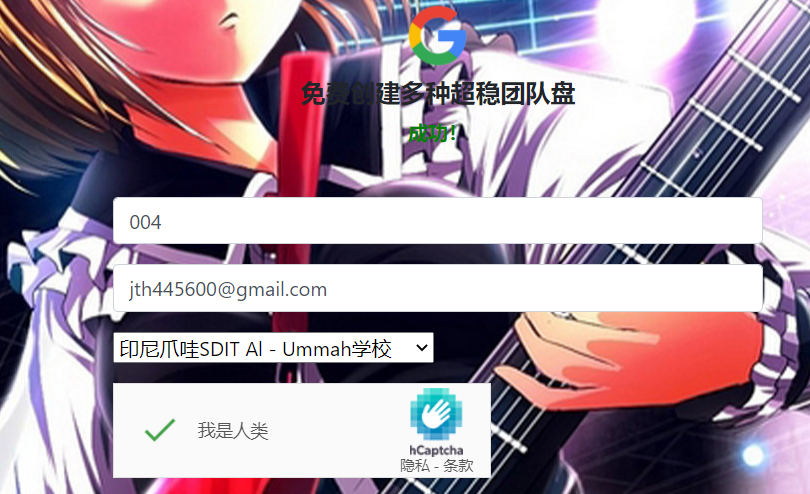 免费创建多种超稳团队盘
成功!
004
jth445600@gmail.com
印尼爪哇SDIT Al - Ummah学校
我是人类
hCaptcha
隐私 - 条款